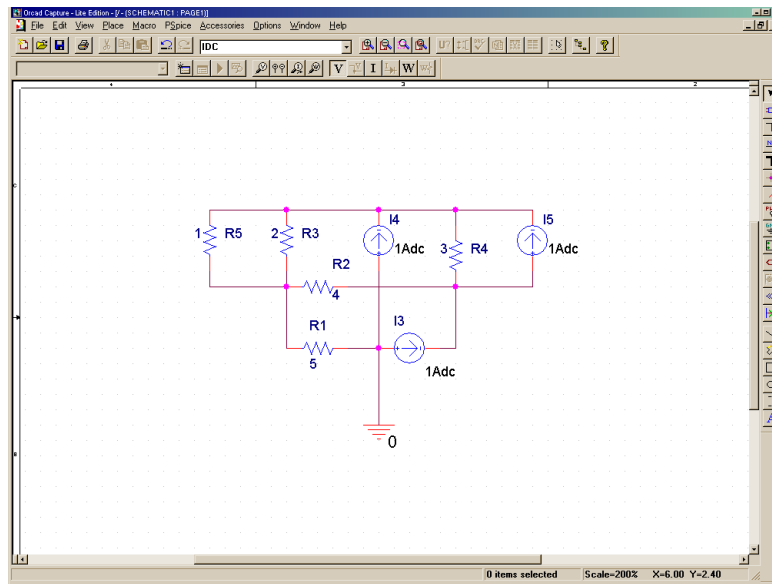 Orcad Capture - Lite Edition - [/ - (SCHEMATIC1 : PAGE1)]
File Edit View Place Macro PSpice Accessories Options Window Help
IDC
V I W
4 3 2
C
B
I4 I5
1 R5 2 R3 1Adc 3 R4 1Adc
R2
4
R1 I3
5 1Adc
0
0 items selected Scale=200% X=6.00 Y=2.40